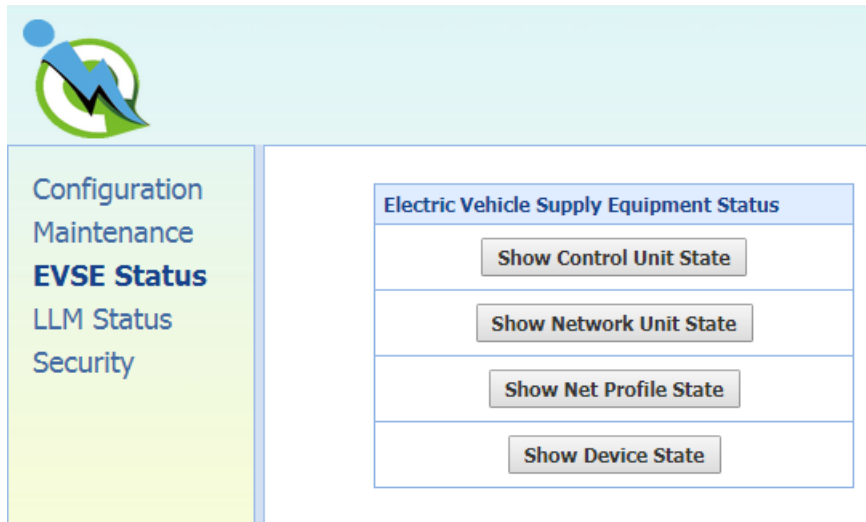 Configuration
Maintenance
EVSE Status
LLM Status
Security
Electric Vehicle Supply Equipment Status
Show Control Unit State
Show Network Unit State
Show Net Profile State
Show Device State